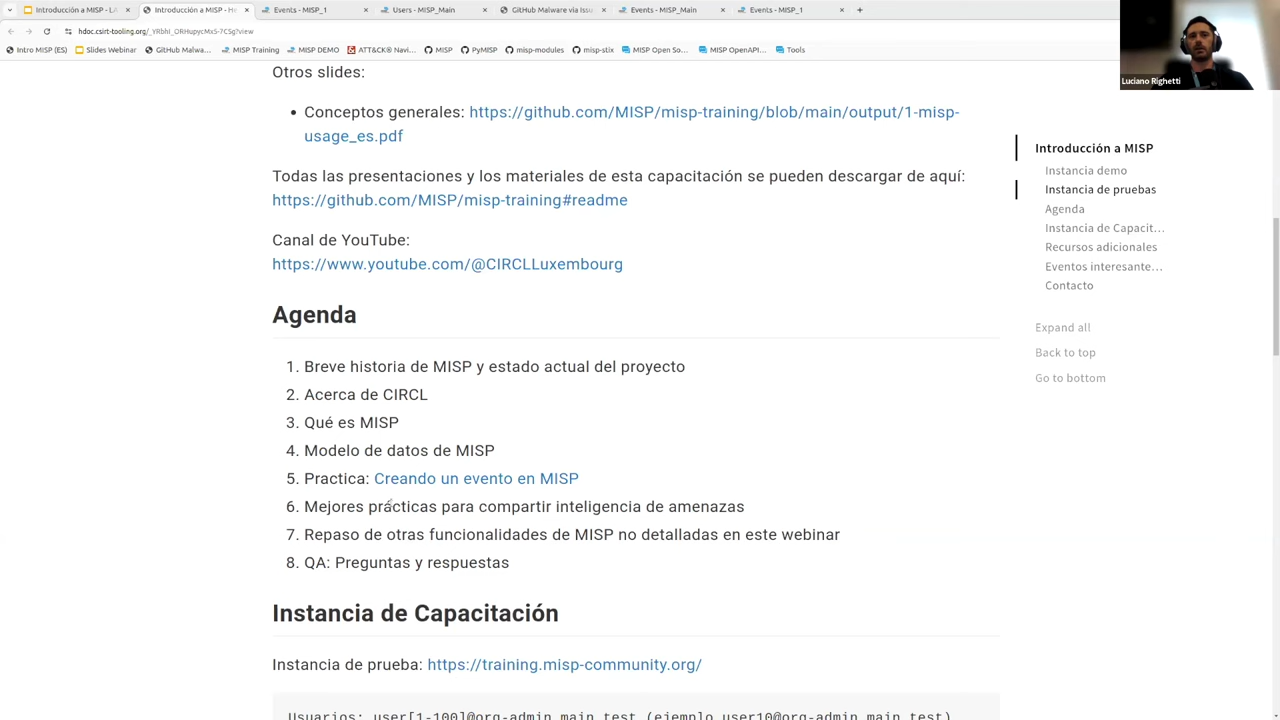 Introducción a MISP - LA
Introducción a MISP - H
Events - MISP_1
Users - MISP_Main
GitHub Malware via Issu
Events - MISP_Main
Events - MISP_1
hdoc.csirt-tooling.org/_YRbhI_ORHupycMxS-7CSg?view
Intro MISP (ES)
Slides Webinar
GitHub Malwa...
MISP Training
MISP DEMO
ATT&CK® Navi...
MISP
PyMISP
misp-modules
misp-stix
MISP Open So...
MISP OpenAPI...
Tools
Luciano Righetti
Otros slides:
Conceptos generales: https://github.com/MISP/misp-training/blob/main/output/1-misp-
usage_es.pdf
Todas las presentaciones y los materiales de esta capacitación se pueden descargar de aquí:
https://github.com/MISP/misp-training#readme
Canal de YouTube:
https://www.youtube.com/@CIRCLLuxembourg
Agenda
1. Breve historia de MISP y estado actual del proyecto
2. Acerca de CIRCL
3. Qué es MISP
4. Modelo de datos de MISP
5. Practica: Creando un evento en MISP
6. Mejores prácticas para compartir inteligencia de amenazas
7. Repaso de otras funcionalidades de MISP no detalladas en este webinar
8. QA: Preguntas y respuestas
Instancia de Capacitación
Instancia de prueba: https://training.misp-community.org/
Usuarios: user[1-100]@org-admin.main.test (ejemplo user10@org-admin.main.test)
Introducción a MISP
Instancia demo
Instancia de pruebas
Agenda
Instancia de Capacit...
Recursos adicionales
Eventos interesante...
Contacto
Expand all
Back to top
Go to bottom